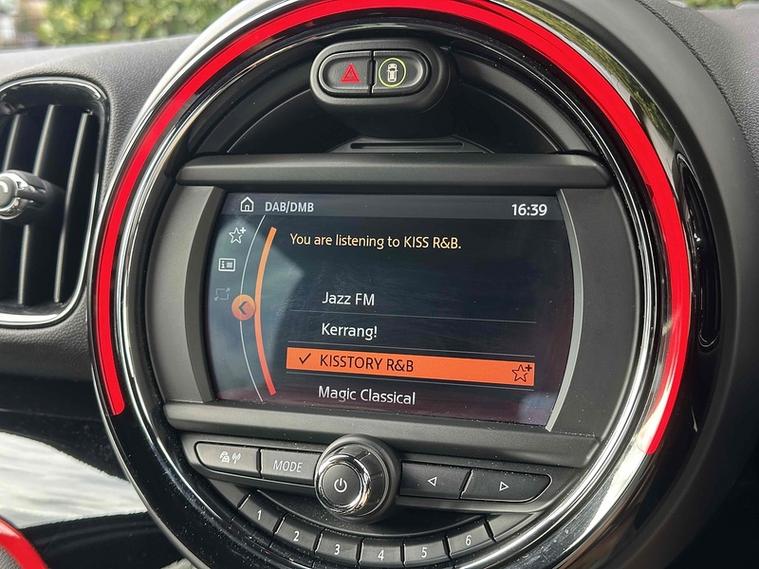 DAB/DMB 16:39
You are listening to KISS R&B.
Jazz FM
Kerrang!
KISSTORY R&B
Magic Classical
MODE
1 2 3 4 5 6